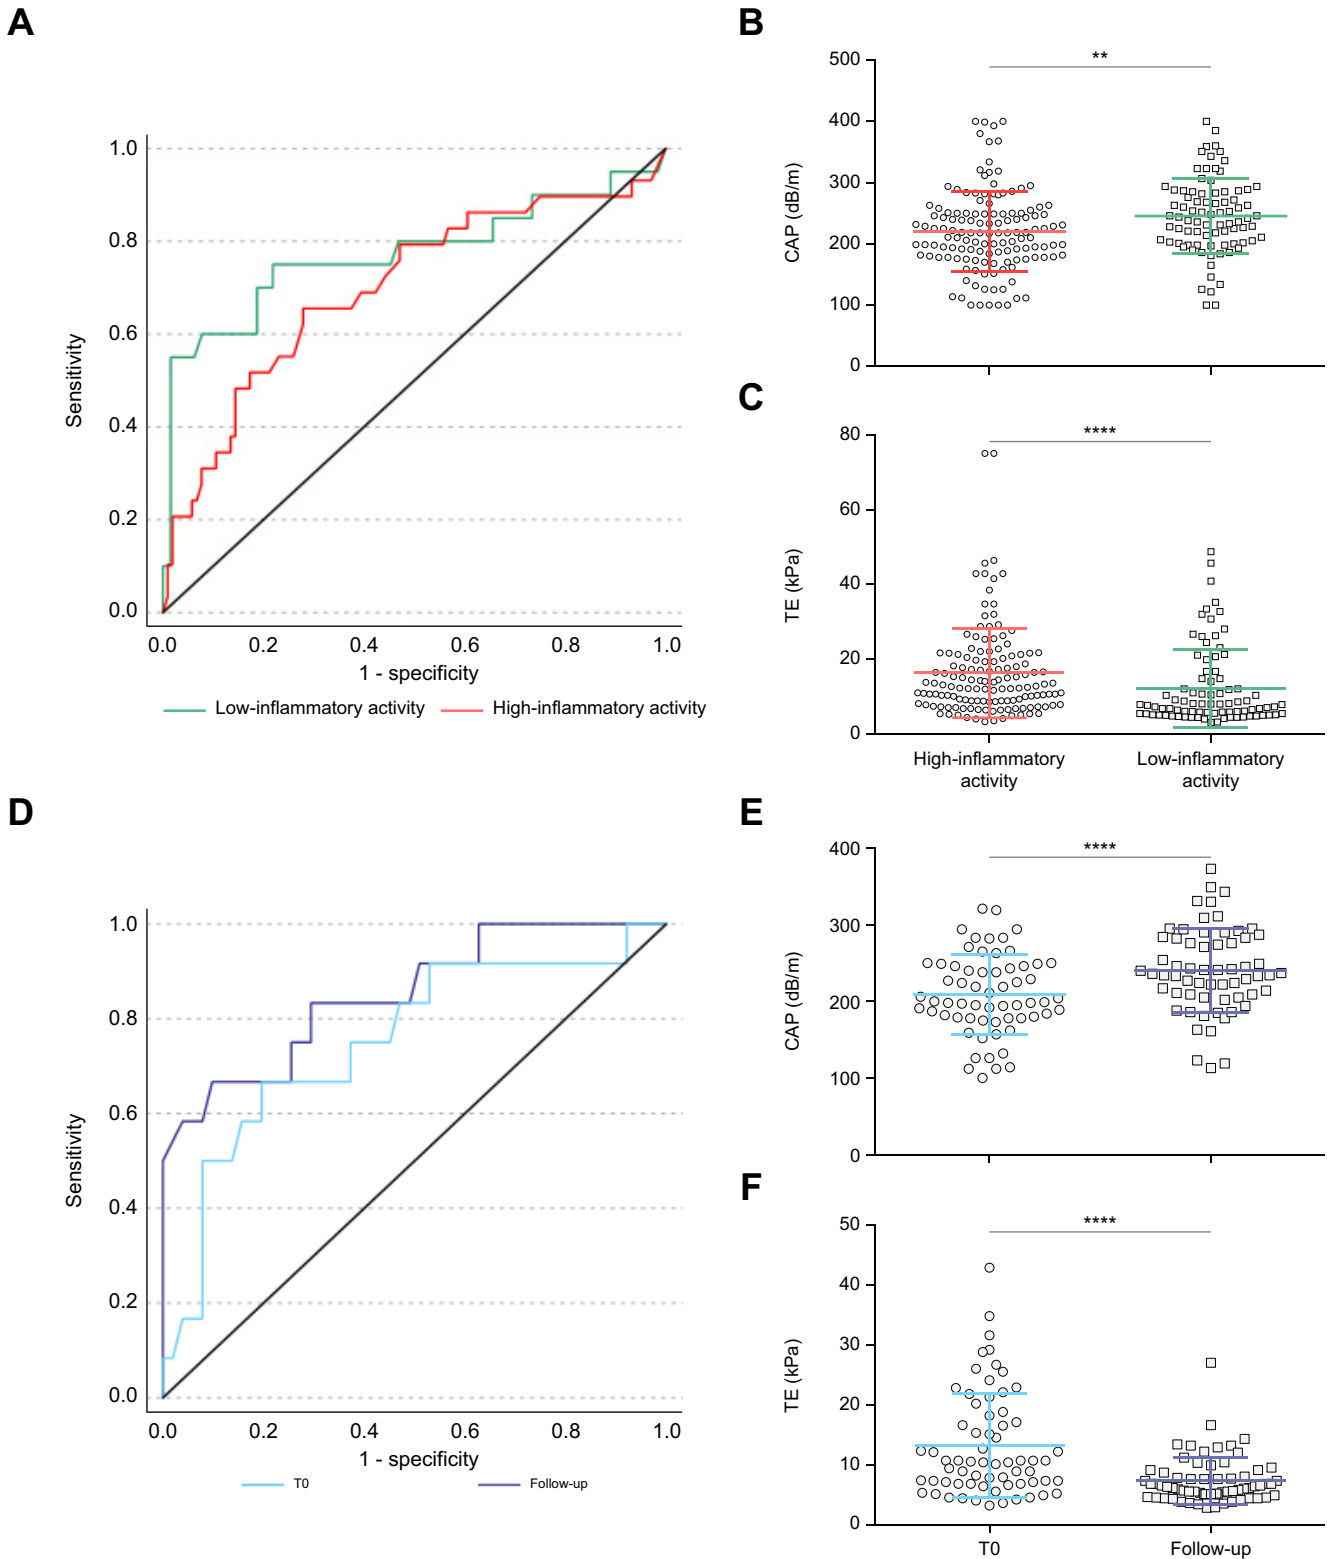 A
1.0
0.8
0.6
0.4
0.2
0.0
Sensitivity
0.0 0.2 0.4 0.6 0.8 1.0
1 - specificity
Low-inflammatory activity High-inflammatory activity
B
500
400
300
200
100
0
CAP (dB/m)
**
C
80
60
40
20
0
TE (kPa)
****
High-inflammatory activity
Low-inflammatory activity
D
1.0
0.8
0.6
0.4
0.2
0.0
Sensitivity
0.0 0.2 0.4 0.6 0.8 1.0
1 - specificity
T0 Follow-up
E
400
300
200
100
0
CAP (dB/m)
****
F
50
40
30
20
10
0
TE (kPa)
****
T0 Follow-up